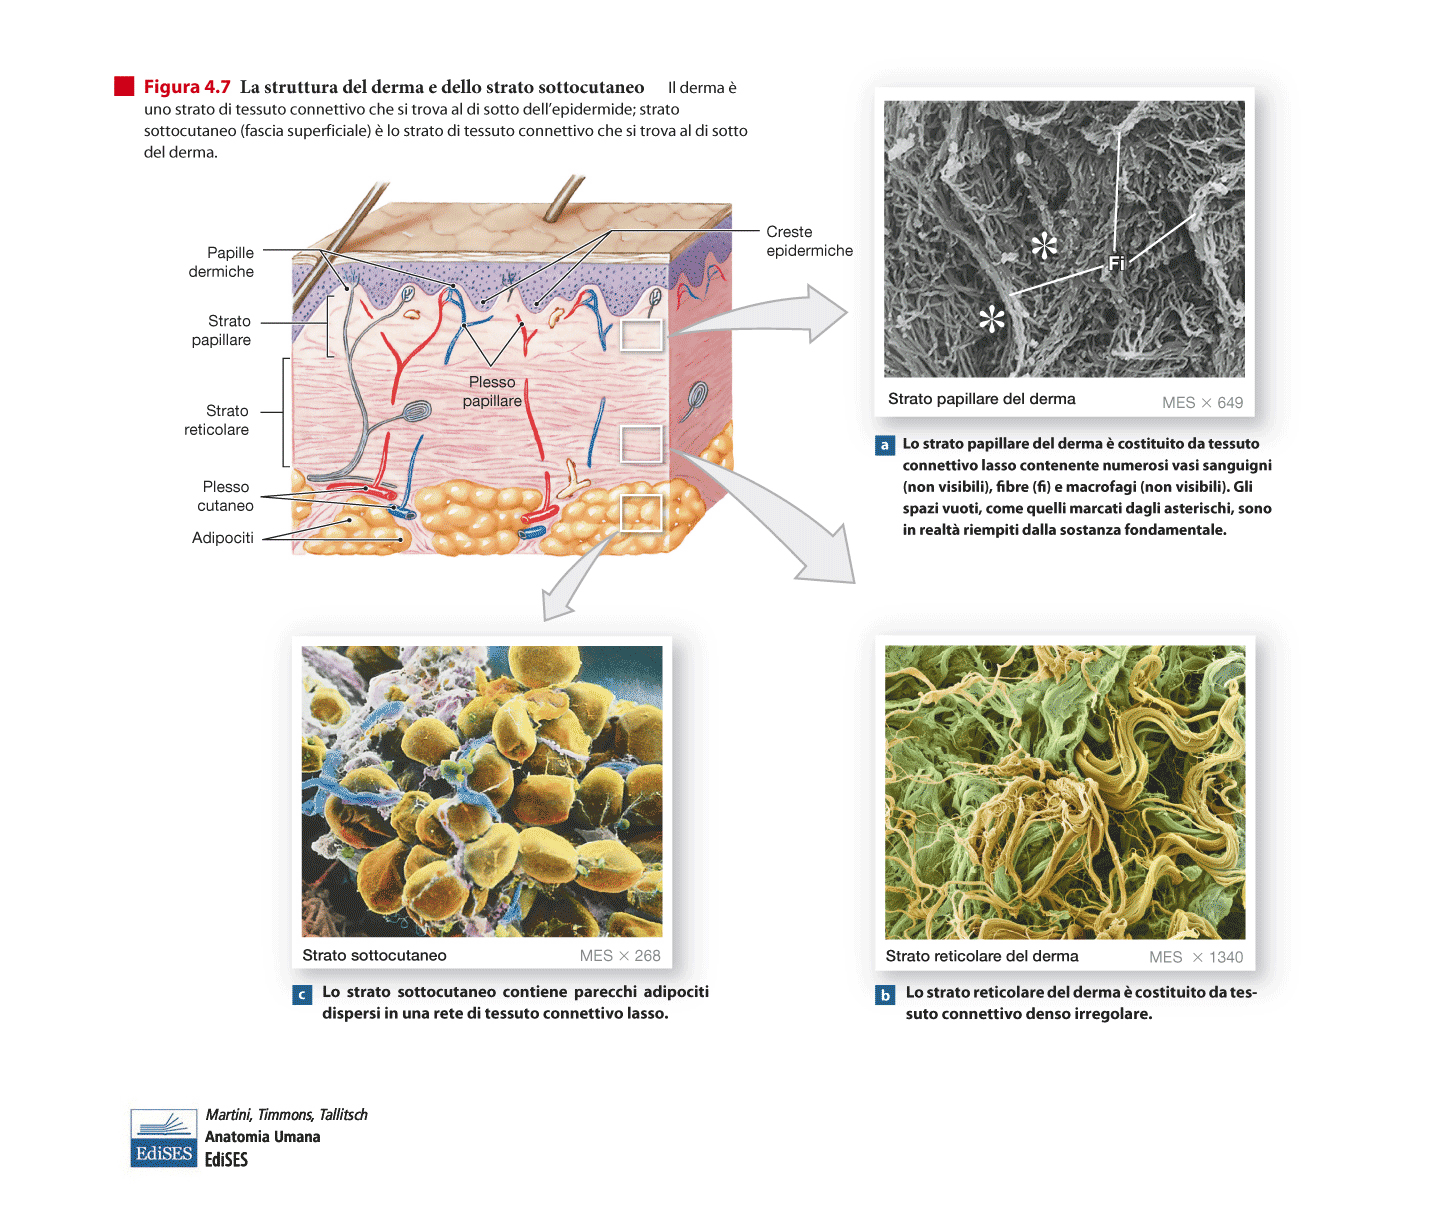 Figura 4.7 La struttura del derma e dello strato sottocutaneo Il derma è
uno strato di tessuto connettivo che si trova al di sotto dell'epidermide; strato
sottocutaneo (fascia superficiale) è lo strato di tessuto connettivo che si trova al di sotto
del derma.
Papille
dermiche
Strato
papillare
Strato
reticolare
Plesso
cutaneo
Adipociti
Creste
epidermiche
Plesso
papillare
Fi
Strato papillare del derma MES × 649
a Lo strato papillare del derma è costituito da tessuto
connettivo lasso contenente numerosi vasi sanguigni
(non visibili), fibre (fi) e macrofagi (non visibili). Gli
spazi vuoti, come quelli marcati dagli asterischi, sono
in realtà riempiti dalla sostanza fondamentale.
Strato sottocutaneo MES × 268
c Lo strato sottocutaneo contiene parecchi adipociti
dispersi in una rete di tessuto connettivo lasso.
Strato reticolare del derma MES × 1340
b Lo strato reticolare del derma è costituito da tes-
suto connettivo denso irregolare.
EdiSES
Martini, Timmons, Tallitsch
Anatomia Umana
EdiSES